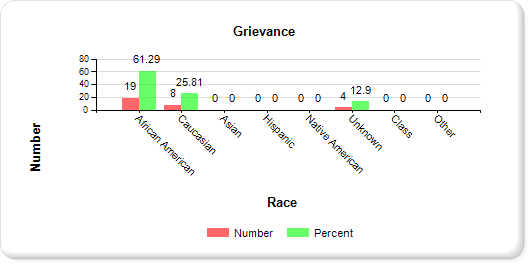 Grievance
Number
80
60
40
20
0
19 61.29
8 25.81
0 0
0 0
0 0
4 12.9
0 0
0 0
African American
Caucasian
Asian
Hispanic
Native American
Unknown
Class
Other
Race
Number Percent